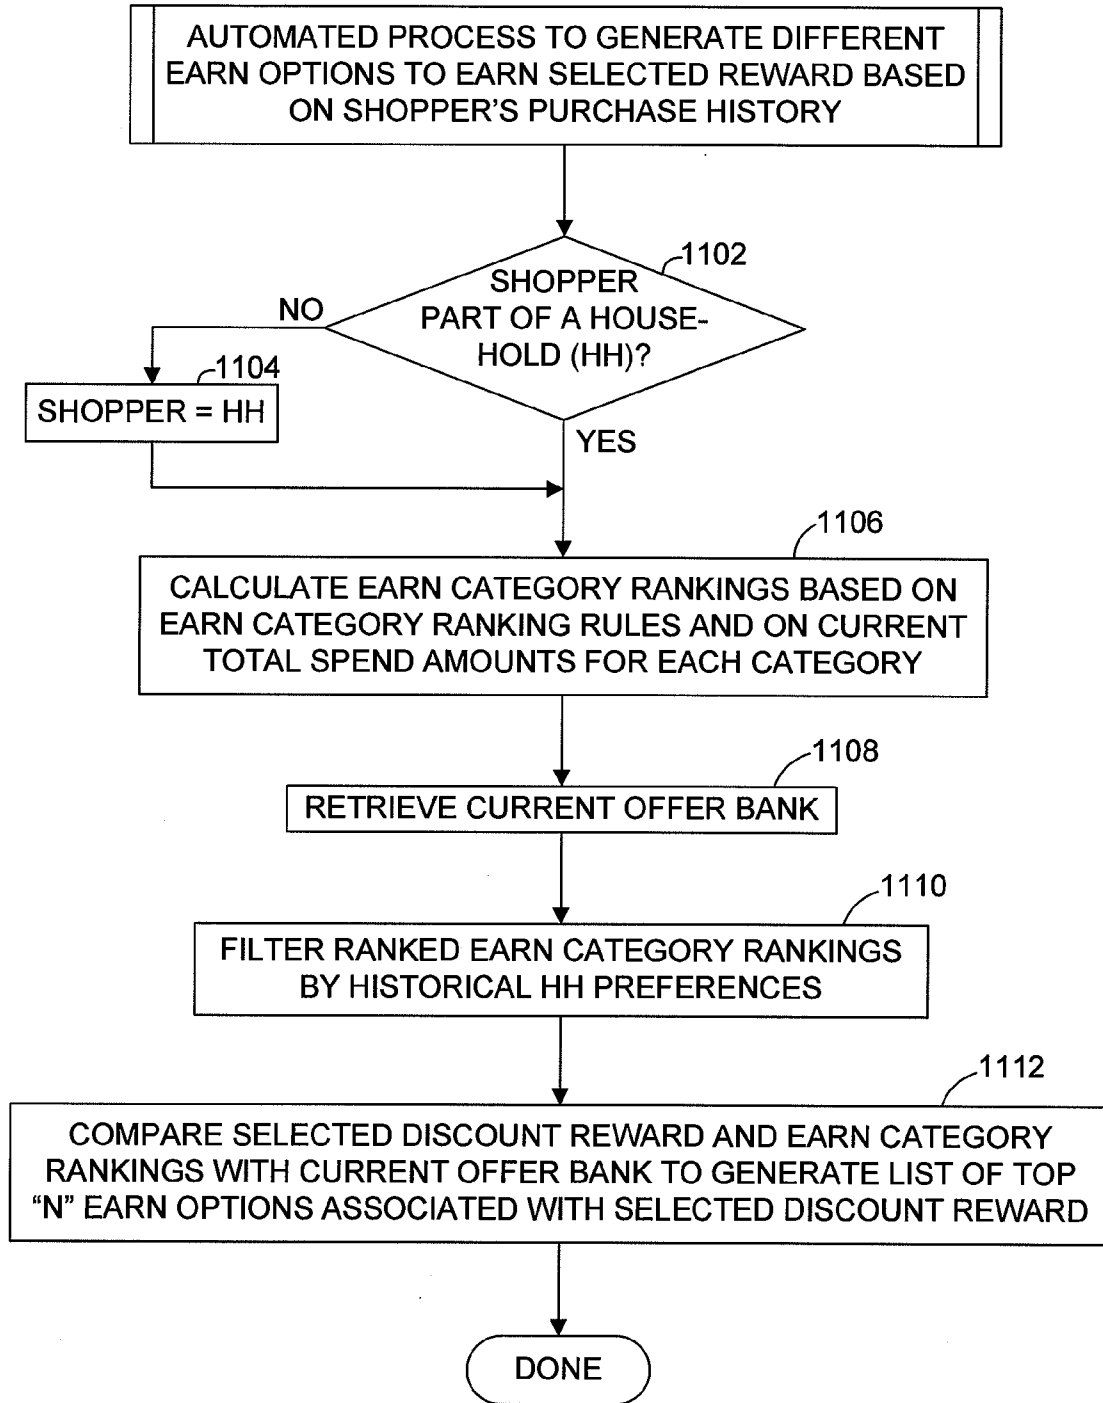 AUTOMATED PROCESS TO GENERATE DIFFERENT
EARN OPTIONS TO EARN SELECTED REWARD BASED
ON SHOPPER'S PURCHASE HISTORY
1102
SHOPPER
PART OF A HOUSE-
HOLD (HH)?
NO
1104
SHOPPER = HH
YES
1106
CALCULATE EARN CATEGORY RANKINGS BASED ON
EARN CATEGORY RANKING RULES AND ON CURRENT
TOTAL SPEND AMOUNTS FOR EACH CATEGORY
1108
RETRIEVE CURRENT OFFER BANK
1110
FILTER RANKED EARN CATEGORY RANKINGS
BY HISTORICAL HH PREFERENCES
1112
COMPARE SELECTED DISCOUNT REWARD AND EARN CATEGORY
RANKINGS WITH CURRENT OFFER BANK TO GENERATE LIST OF TOP
“N” EARN OPTIONS ASSOCIATED WITH SELECTED DISCOUNT REWARD
DONE